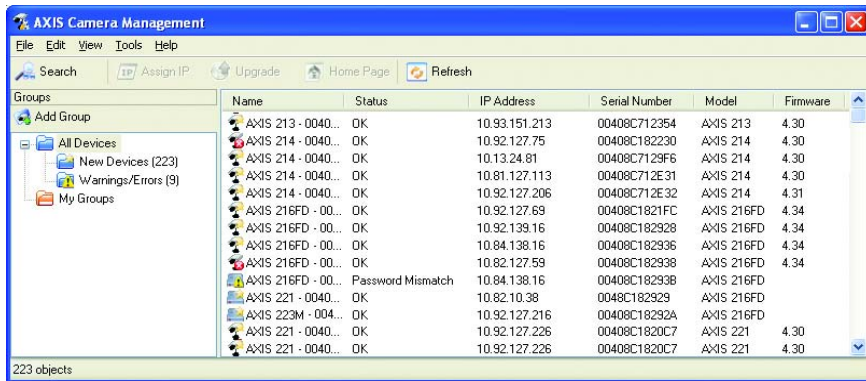 AXIS Camera Management
File Edit View Tools Help
Search Assign IP Upgrade Home Page Refresh
Groups
Add Group
All Devices
New Devices (223)
Warnings/Errors (9)
My Groups
Name Status IP Address Serial Number Model Firmware
AXIS 213 - 0040... OK 10.93.151.213 00408C712354 AXIS 213 4.30
AXIS 214 - 0040... OK 10.92.127.75 00408C182230 AXIS 214 4.30
AXIS 214 - 0040... OK 10.13.24.81 00408C7129F6 AXIS 214 4.30
AXIS 214 - 0040... OK 10.81.127.113 00408C712E31 AXIS 214 4.30
AXIS 214 - 0040... OK 10.92.127.206 00408C712E32 AXIS 214 4.31
AXIS 216FD - 00... OK 10.92.127.69 00408C1821FC AXIS 216FD 4.34
AXIS 216FD - 00... OK 10.92.139.16 00408C182928 AXIS 216FD 4.34
AXIS 216FD - 00... OK 10.84.138.16 00408C182936 AXIS 216FD 4.34
AXIS 216FD - 00... OK 10.82.127.59 00408C182938 AXIS 216FD 4.34
AXIS 216FD - 00... Password Mismatch 10.84.138.16 00408C18293B AXIS 216FD
AXIS 221 - 0040... OK 10.82.10.38 0048C182929 AXIS 216FD
AXIS 223M - 004... OK 10.92.127.216 00408C18292A AXIS 216FD
AXIS 221 - 0040... OK 10.92.127.226 00408C1820C7 AXIS 221 4.30
AXIS 221 - 0040... OK 10.92.127.226 00408C1820C7 AXIS 221 4.30
223 objects